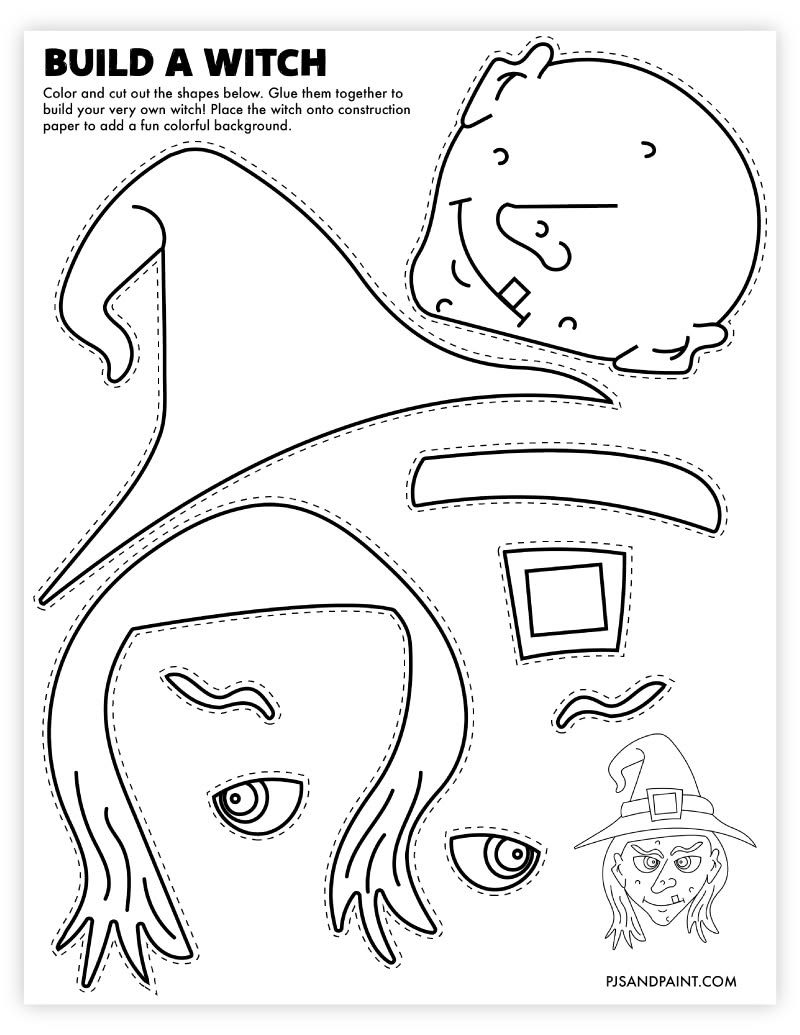 BUILD A WITCH
Color and cut out the shapes below. Glue them together to
build your very own witch! Place the witch onto construction
paper to add a fun colorful background.
PJSANDPAINT.COM